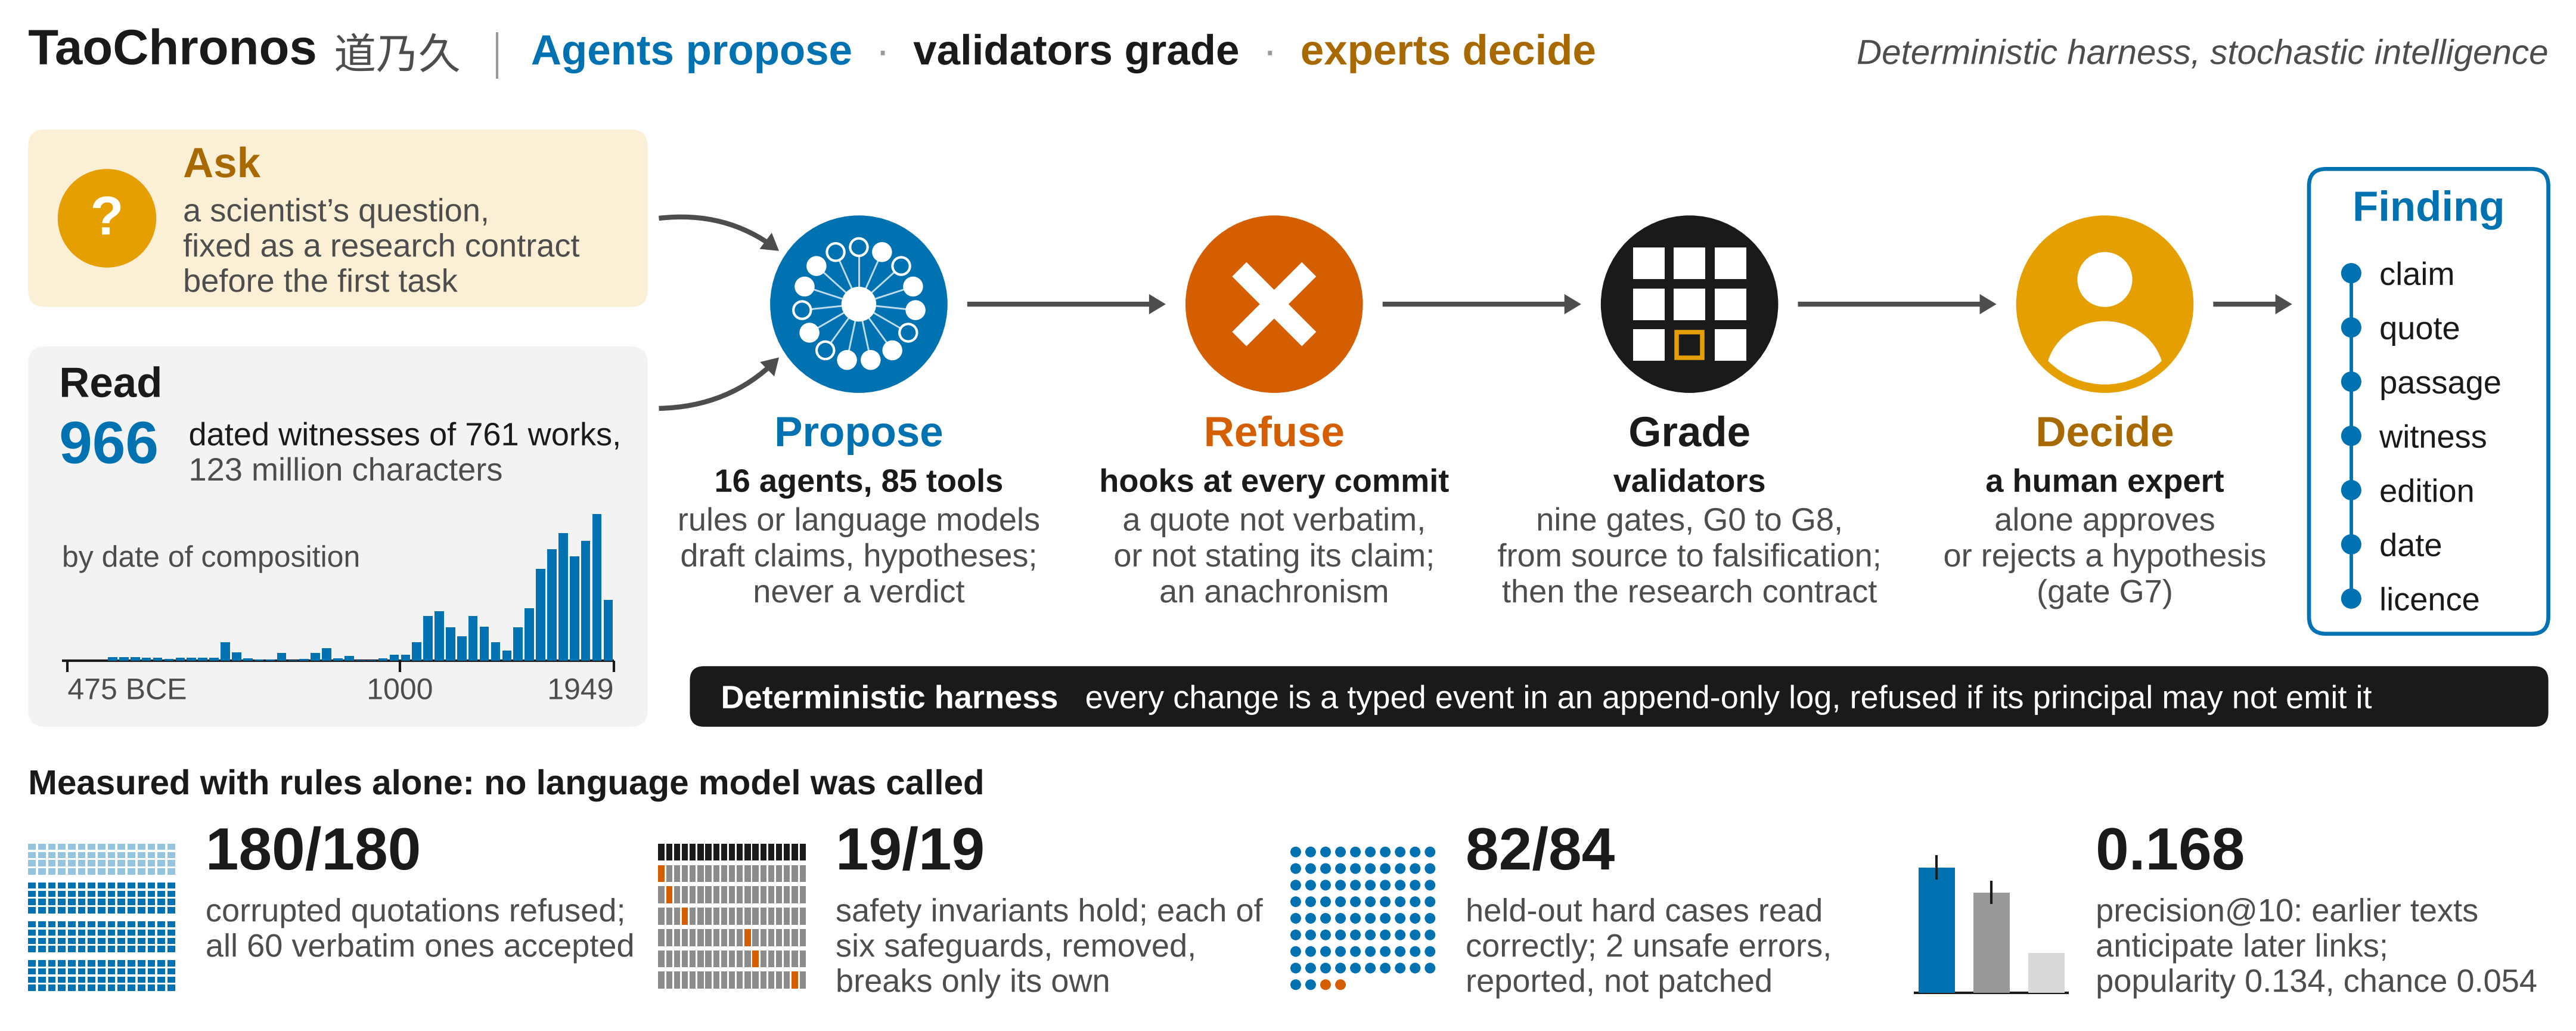 TaoChronos 道乃久 | Agents propose · validators grade · experts decide
Deterministic harness, stochastic intelligence
?
Ask
a scientist’s question,
fixed as a research contract
before the first task
Read
966
dated witnesses of 761 works,
123 million characters
by date of composition
475 BCE 1000 1949
Propose
16 agents, 85 tools
rules or language models
draft claims, hypotheses;
never a verdict
Refuse
hooks at every commit
a quote not verbatim,
or not stating its claim;
an anachronism
Grade
validators
nine gates, G0 to G8,
from source to falsification;
then the research contract
Decide
a human expert
alone approves
or rejects a hypothesis
(gate G7)
Finding
claim
quote
passage
witness
edition
date
licence
Deterministic harness every change is a typed event in an append-only log, refused if its principal may not emit it
Measured with rules alone: no language model was called
180/180
corrupted quotations refused;
all 60 verbatim ones accepted
19/19
safety invariants hold; each of
six safeguards, removed,
breaks only its own
82/84
held-out hard cases read
correctly; 2 unsafe errors,
reported, not patched
0.168
precision@10: earlier texts
anticipate later links;
popularity 0.134, chance 0.054